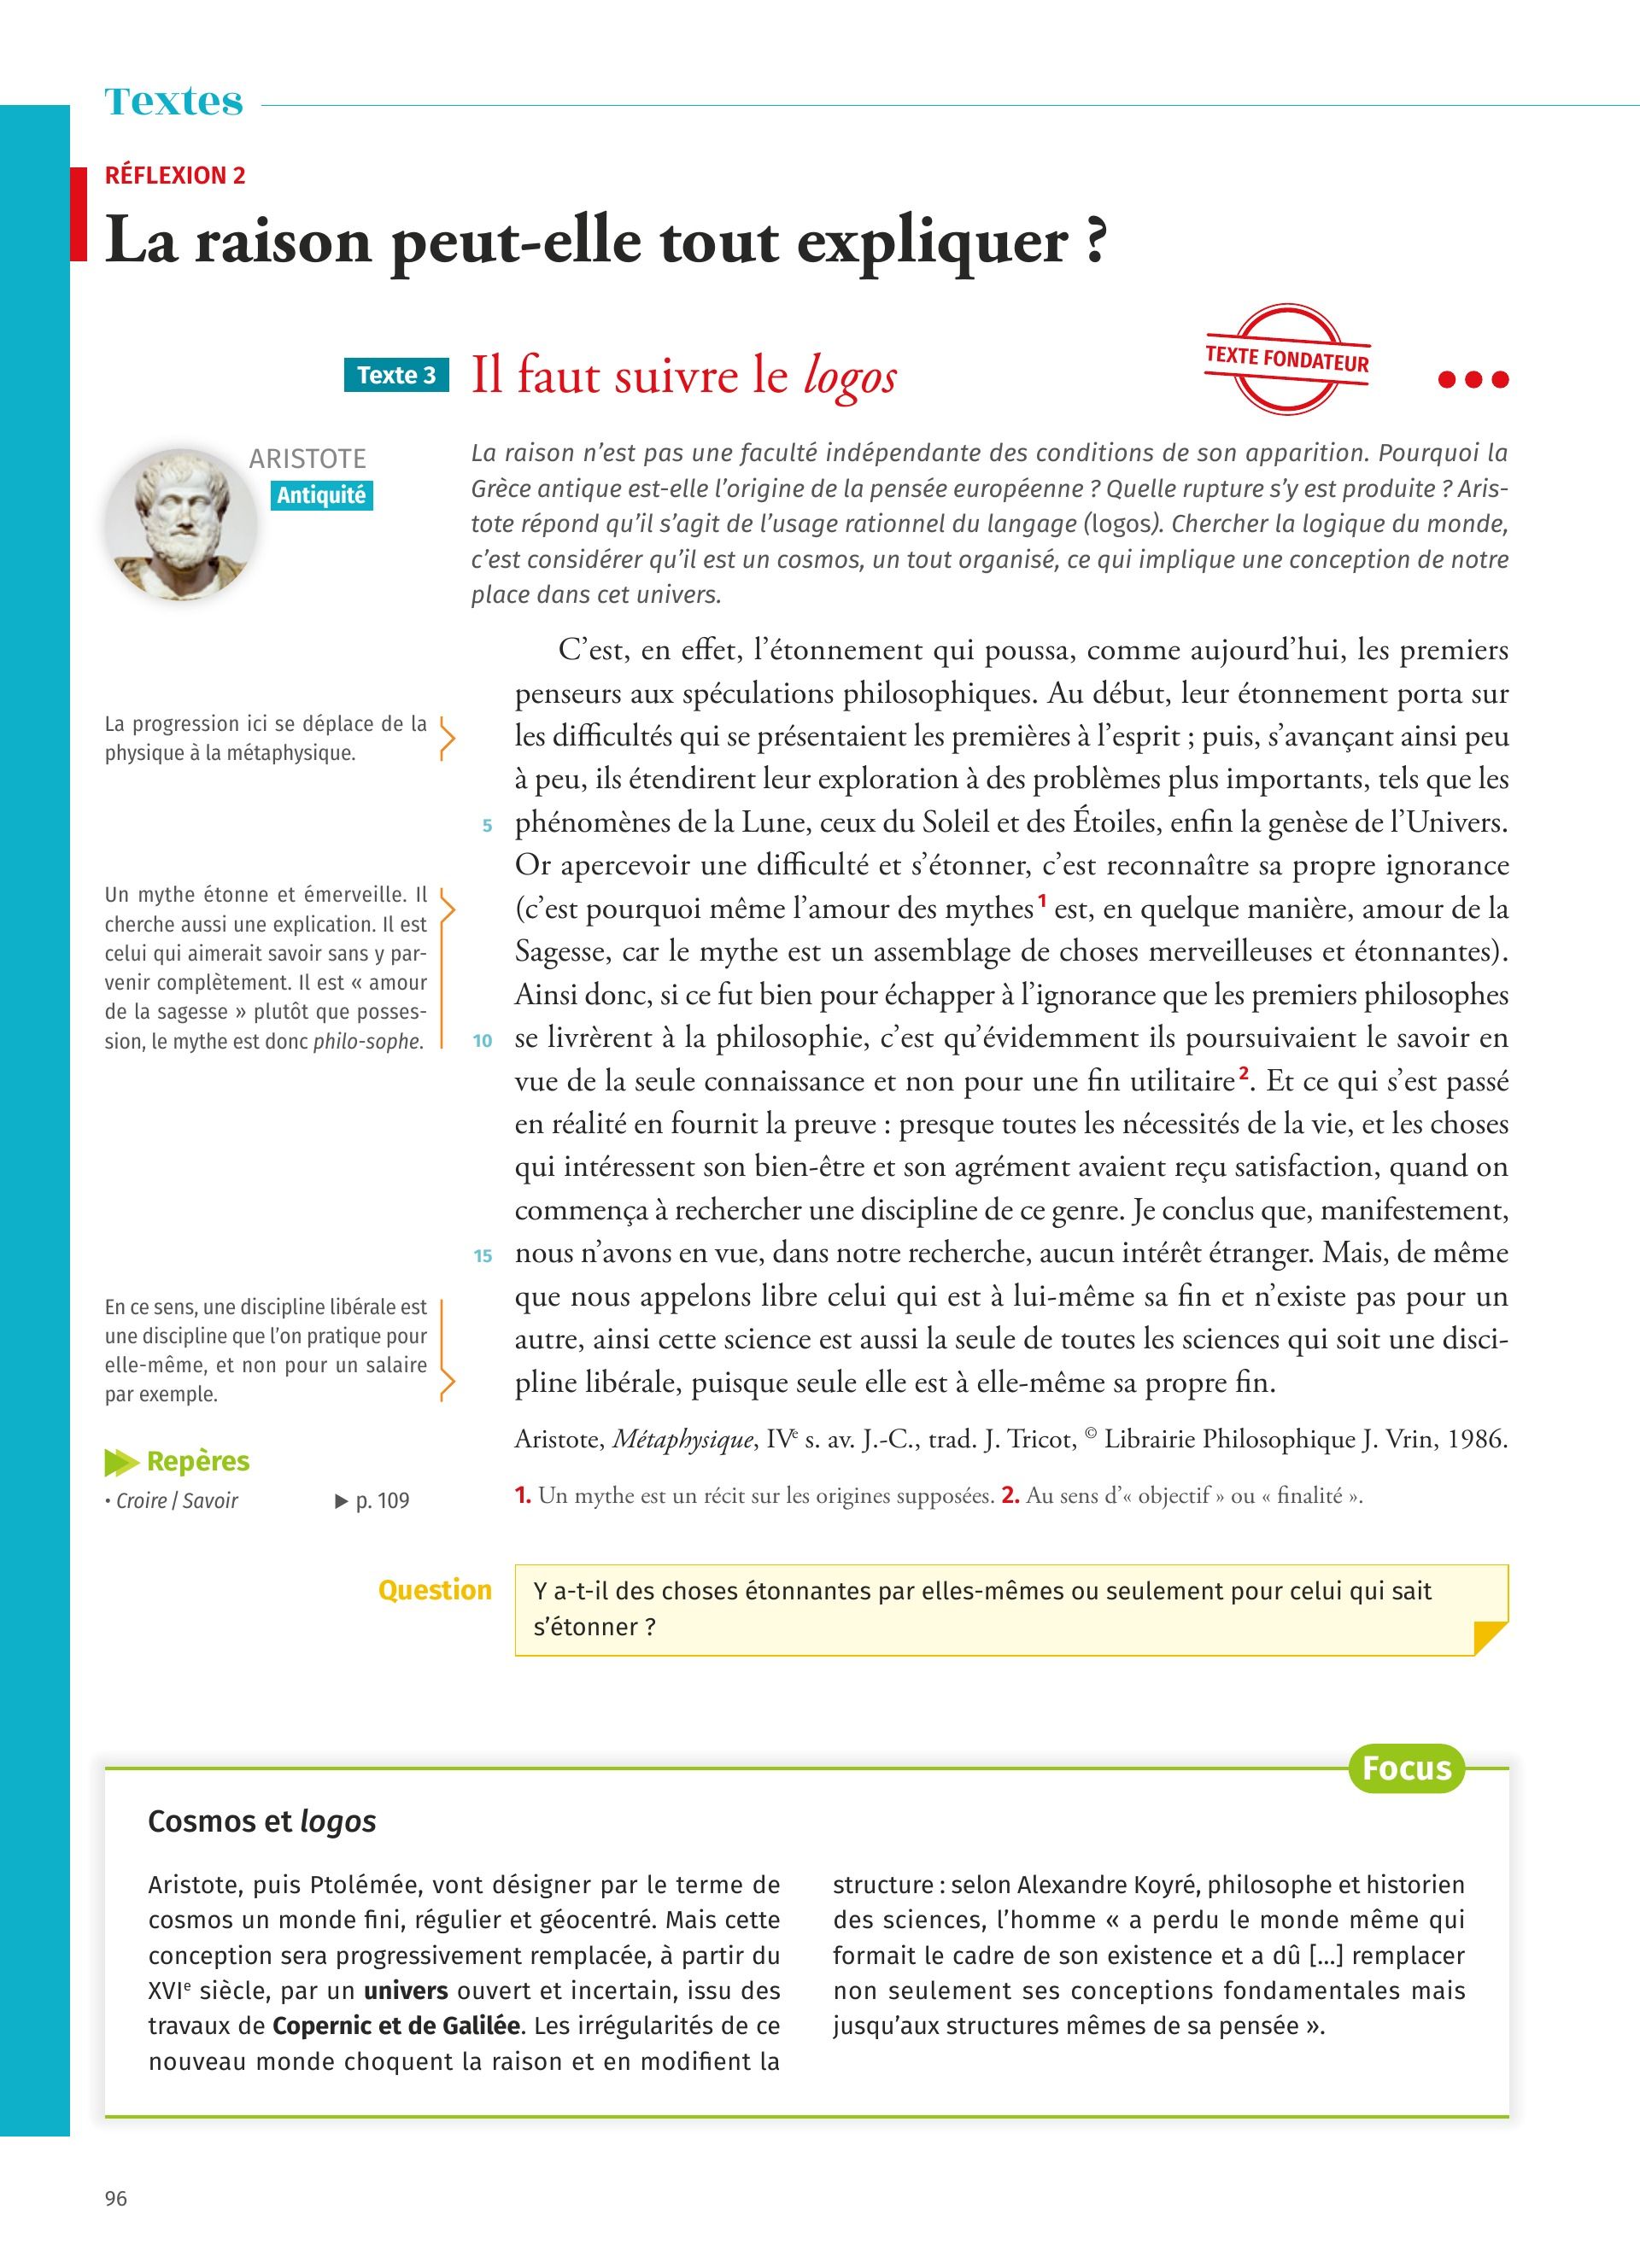 Textes
RÉFLEXION 2
La raison peut-elle tout expliquer ?
Texte 3
Il faut suivre le logos
TEXTE FONDATEUR
ARISTOTE
Antiquité
La raison n’est pas une faculté indépendante des conditions de son apparition. Pourquoi la
Grèce antique est-elle l’origine de la pensée européenne ? Quelle rupture s’y est produite ? Aris-
tote répond qu’il s’agit de l’usage rationnel du langage (logos). Chercher la logique du monde,
c’est considérer qu’il est un cosmos, un tout organisé, ce qui implique une conception de notre
place dans cet univers.
C’est, en effet, l’étonnement qui poussa, comme aujourd’hui, les premiers
penseurs aux spéculations philosophiques. Au début, leur étonnement porta sur
les difficultés qui se présentaient les premières à l’esprit ; puis, s’avançant ainsi peu
à peu, ils étendirent leur exploration à des problèmes plus importants, tels que les
5 phénomènes de la Lune, ceux du Soleil et des Étoiles, enfin la genèse de l’Univers.
Or apercevoir une difficulté et s’étonner, c’est reconnaître sa propre ignorance
(c’est pourquoi même l’amour des mythes1 est, en quelque manière, amour de la
Sagesse, car le mythe est un assemblage de choses merveilleuses et étonnantes).
Ainsi donc, si ce fut bien pour échapper à l’ignorance que les premiers philosophes
10 se livrèrent à la philosophie, c’est qu’évidemment ils poursuivaient le savoir en
vue de la seule connaissance et non pour une fin utilitaire2. Et ce qui s’est passé
en réalité en fournit la preuve : presque toutes les nécessités de la vie, et les choses
qui intéressent son bien-être et son agrément avaient reçu satisfaction, quand on
commença à rechercher une discipline de ce genre. Je conclus que, manifestement,
15 nous n’avons en vue, dans notre recherche, aucun intérêt étranger. Mais, de même
que nous appelons libre celui qui est à lui-même sa fin et n’existe pas pour un
autre, ainsi cette science est aussi la seule de toutes les sciences qui soit une disci-
pline libérale, puisque seule elle est à elle-même sa propre fin.
Aristote, Métaphysique, IVe s. av. J.-C., trad. J. Tricot, © Librairie Philosophique J. Vrin, 1986.
1. Un mythe est un récit sur les origines supposées. 2. Au sens d’« objectif » ou « finalité ».
La progression ici se déplace de la
physique à la métaphysique.
Un mythe étonne et émerveille. Il
cherche aussi une explication. Il est
celui qui aimerait savoir sans y par-
venir complètement. Il est « amour
de la sagesse » plutôt que posses-
sion, le mythe est donc philo-sophe.
En ce sens, une discipline libérale est
une discipline que l’on pratique pour
elle-même, et non pour un salaire
par exemple.
Repères
• Croire / Savoir ▶ p. 109
Question
Y a-t-il des choses étonnantes par elles-mêmes ou seulement pour celui qui sait
s’étonner ?
Focus
Cosmos et logos
Aristote, puis Ptolémée, vont désigner par le terme de
cosmos un monde fini, régulier et géocentré. Mais cette
conception sera progressivement remplacée, à partir du
XVIe siècle, par un univers ouvert et incertain, issu des
travaux de Copernic et de Galilée. Les irrégularités de ce
nouveau monde choquent la raison et en modifient la
structure : selon Alexandre Koyré, philosophe et historien
des sciences, l’homme « a perdu le monde même qui
formait le cadre de son existence et a dû [...] remplacer
non seulement ses conceptions fondamentales mais
jusqu’aux structures mêmes de sa pensée ».
96